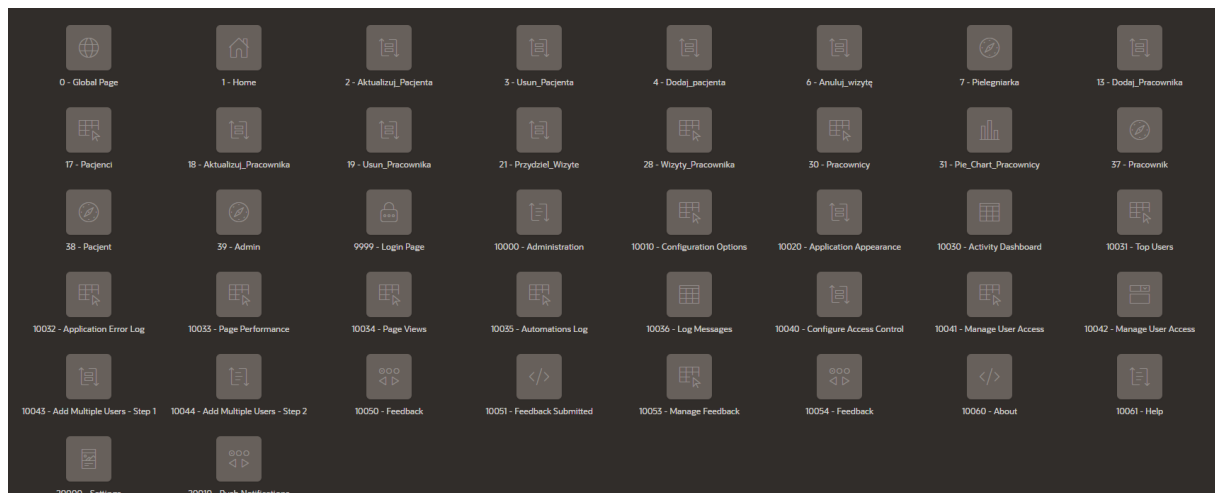 0 - Global Page
1 - Home
2 - Aktualizuj_Pacjenta
3 - Usun_Pacjenta
4 - Dodaj_pacjenta
6 - Anuluj_wizytę
7 - Pielegniarka
13 - Dodaj_Pracownika
17 - Pacjenci
18 - Aktualizuj_Pracownika
19 - Usun_Pracownika
21 - Przydziel_Wizyte
28 - Wizyty_Pracownika
30 - Pracownicy
31 - Pie_Chart_Pracownicy
37 - Pracownik
38 - Pacjent
39 - Admin
9999 - Login Page
10000 - Administration
10010 - Configuration Options
10020 - Application Appearance
10030 - Activity Dashboard
10031 - Top Users
10032 - Application Error Log
10033 - Page Performance
10034 - Page Views
10035 - Automations Log
10036 - Log Messages
10040 - Configure Access Control
10041 - Manage User Access
10042 - Manage User Access
10043 - Add Multiple Users - Step 1
10044 - Add Multiple Users - Step 2
10050 - Feedback
10051 - Feedback Submitted
10053 - Manage Feedback
10054 - Feedback
10060 - About
10061 - Help
20000 - Settings
20010 - Push Notifications